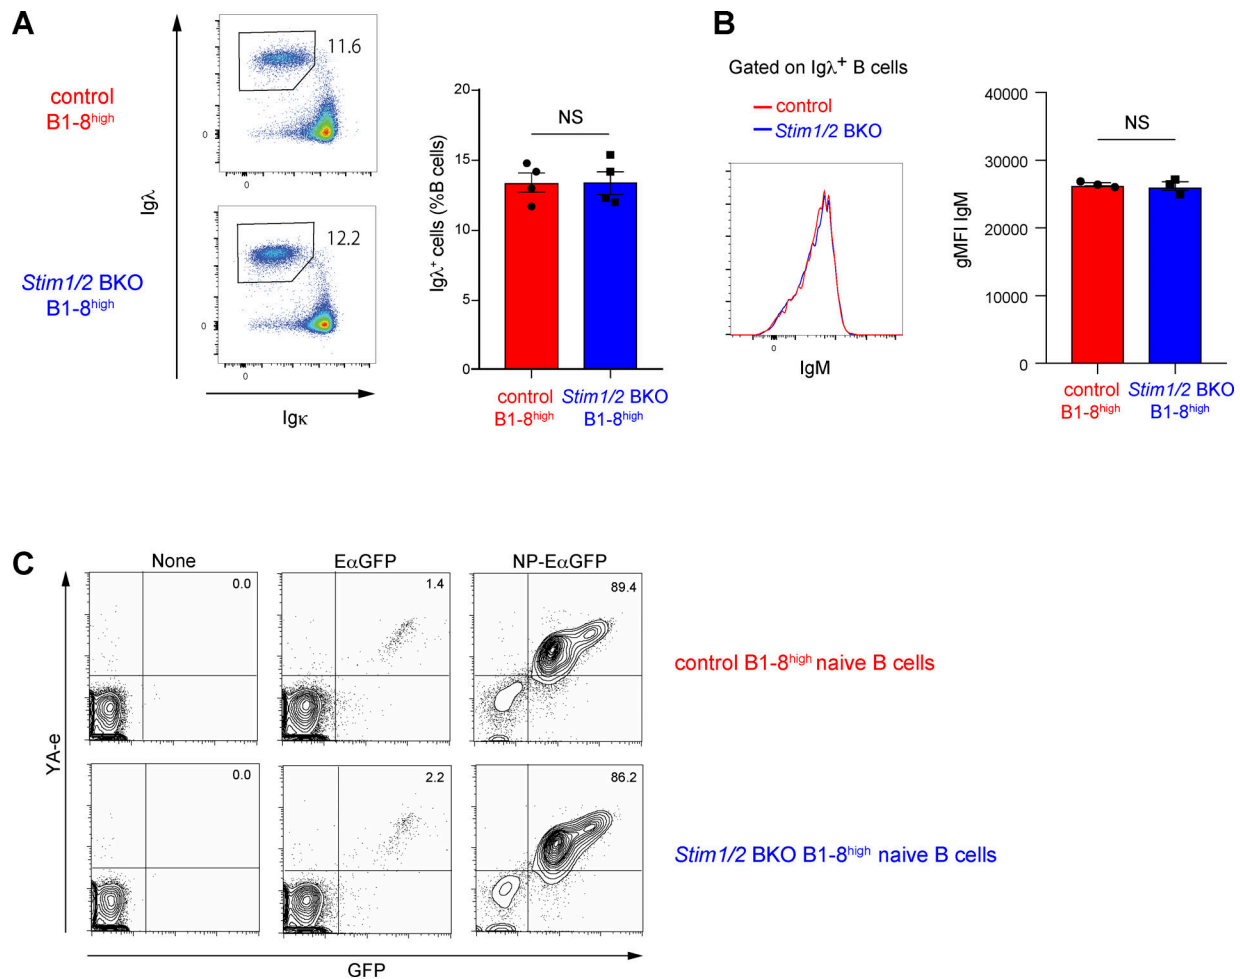 A
Igλ
control
B1-8high
11.6
0
0
Stim1/2 BKO
B1-8high
12.2
0
0
Igκ
Igλ+ cells (%B cells)
20
15
10
5
0
NS
control
B1-8high
Stim1/2 BKO
B1-8high
B
Gated on Igλ+ B cells
control
Stim1/2 BKO
0
IgM
gMFI IgM
40000
30000
20000
10000
0
NS
control
B1-8high
Stim1/2 BKO
B1-8high
C
None
EαGFP
NP-EαGFP
YA-e
0.0
1.4
89.4
control B1-8high naive B cells
0.0
2.2
86.2
Stim1/2 BKO B1-8high naive B cells
GFP